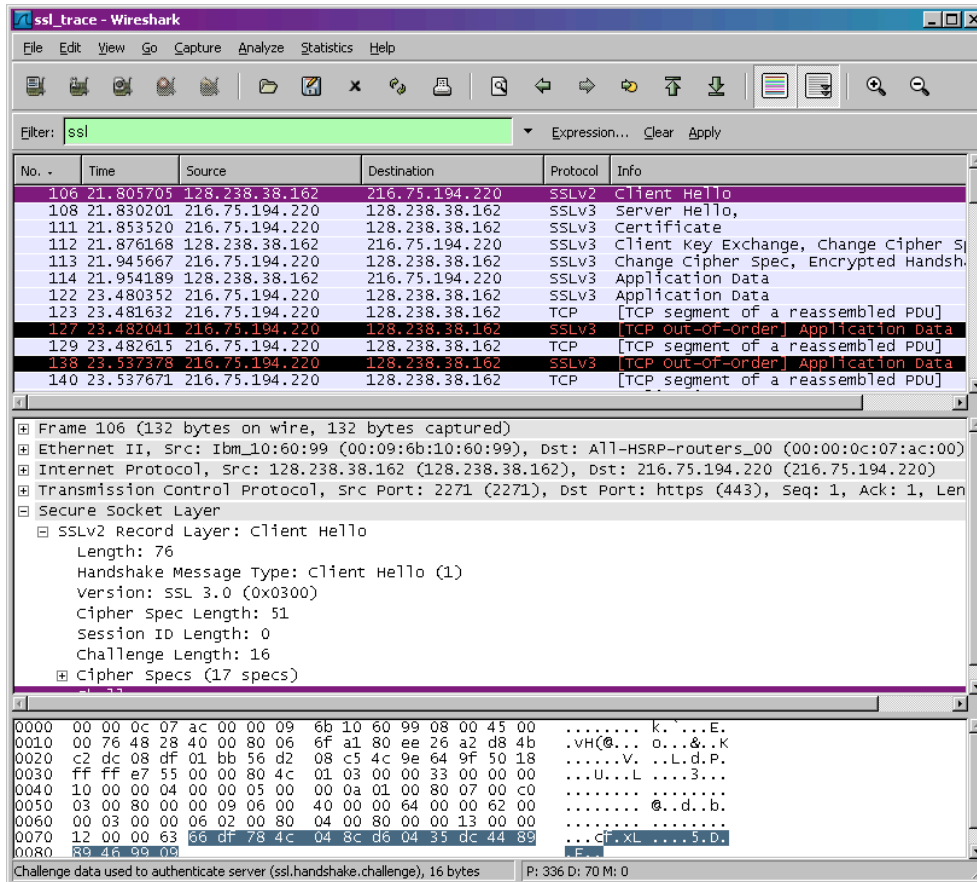 ssl_trace - Wireshark
File Edit View Go Capture Analyze Statistics Help
Filter: ssl Expression... Clear Apply
No. - Time Source Destination Protocol Info
106 21.805705 128.238.38.162 216.75.194.220 SSLv2 Client Hello
108 21.830201 216.75.194.220 128.238.38.162 SSLv3 Server Hello,
111 21.853520 216.75.194.220 128.238.38.162 SSLv3 Certificate
112 21.876168 128.238.38.162 216.75.194.220 SSLv3 Client Key Exchange, Change Cipher Sp
113 21.945667 216.75.194.220 128.238.38.162 SSLv3 Change Cipher Spec, Encrypted Handsh
114 21.954189 128.238.38.162 216.75.194.220 SSLv3 Application Data
122 23.480352 216.75.194.220 128.238.38.162 SSLv3 Application Data
123 23.481632 216.75.194.220 128.238.38.162 TCP [TCP segment of a reassembled PDU]
127 23.482041 216.75.194.220 128.238.38.162 SSLv3 [TCP Out-Of-Order] Application Data
129 23.482615 216.75.194.220 128.238.38.162 TCP [TCP segment of a reassembled PDU]
138 23.537378 216.75.194.220 128.238.38.162 SSLv3 [TCP Out-Of-Order] Application Data
140 23.537671 216.75.194.220 128.238.38.162 TCP [TCP segment of a reassembled PDU]
Frame 106 (132 bytes on wire, 132 bytes captured)
Ethernet II, Src: Ibm_10:60:99 (00:09:6b:10:60:99), Dst: All-HSRP-routers_00 (00:00:0c:07:ac:00)
Internet Protocol, Src: 128.238.38.162 (128.238.38.162), Dst: 216.75.194.220 (216.75.194.220)
Transmission Control Protocol, Src Port: 2271 (2271), Dst Port: https (443), Seq: 1, Ack: 1, Len
Secure Socket Layer
SSLv2 Record Layer: Client Hello
Length: 76
Handshake Message Type: Client Hello (1)
Version: SSL 3.0 (0x0300)
Cipher Spec Length: 51
Session ID Length: 0
Challenge Length: 16
Cipher Specs (17 specs)
0000 00 00 0c 07 ac 00 00 09 6b 10 60 99 08 00 45 00 ........ k.`...E.
0010 00 76 48 28 40 00 80 06 6f a1 80 ee 26 a2 d8 4b .vH(@... o...&..K
0020 c2 dc 08 df 01 bb 56 d2 08 c5 4c 9e 64 9f 50 18 ......V. ..L.d.P.
0030 ff ff e7 55 00 00 80 4c 01 03 00 00 33 00 00 00 ...U...L ....3...
0040 10 00 00 04 00 00 05 00 00 0a 01 00 80 07 00 c0 ........ ........
0050 03 00 80 00 00 09 06 00 40 00 00 64 00 00 62 00 ........ @..d..b.
0060 00 03 00 00 06 02 00 80 04 00 80 00 00 13 00 00 ........ ........
0070 12 00 00 63 66 df 78 4c 04 8c d6 04 35 dc 44 89 ...cf.xL ....5.D.
0080 89 46 99 09 .F..
Challenge data used to authenticate server (ssl.handshake.challenge), 16 bytes P: 336 D: 70 M: 0